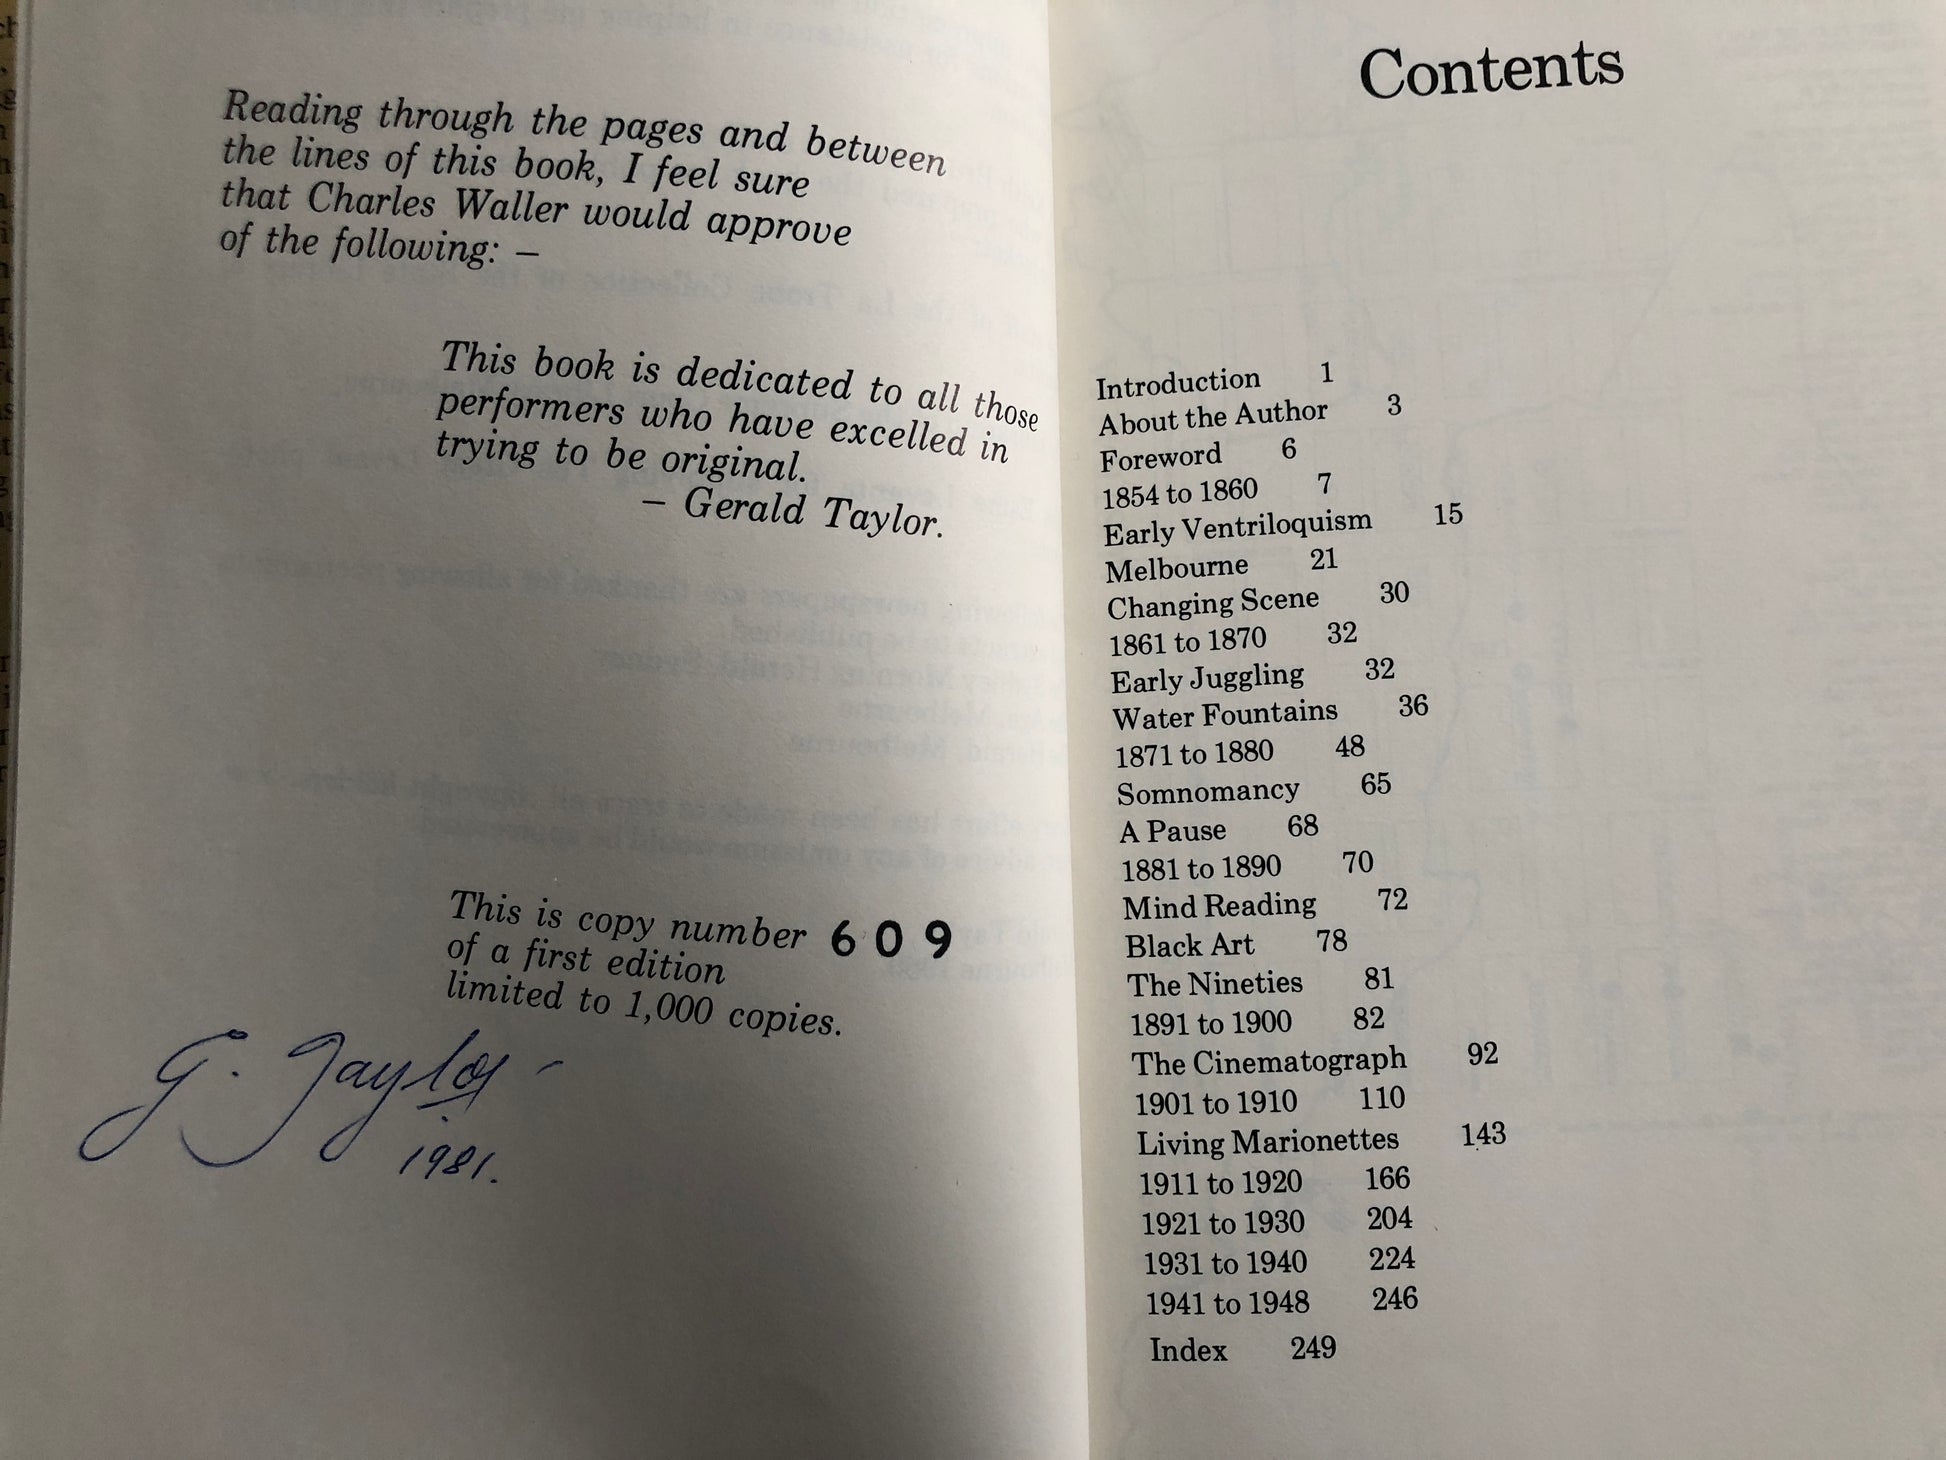 Reading through the pages and between
the lines of this book, I feel sure
that Charles Waller would approve
of the following: –
This book is dedicated to all those
performers who have excelled in
trying to be original.
– Gerald Taylor.
This is copy number 609
of a first edition
limited to 1,000 copies.
G. Taylor
1981.
Contents
Introduction 1
About the Author 3
Foreword 6
1854 to 1860 7
Early Ventriloquism 15
Melbourne 21
Changing Scene 30
1861 to 1870 32
Early Juggling 32
Water Fountains 36
1871 to 1880 48
Somnomancy 65
A Pause 68
1881 to 1890 70
Mind Reading 72
Black Art 78
The Nineties 81
1891 to 1900 82
The Cinematograph 92
1901 to 1910 110
Living Marionettes 143
1911 to 1920 166
1921 to 1930 204
1931 to 1940 224
1941 to 1948 246
Index 249